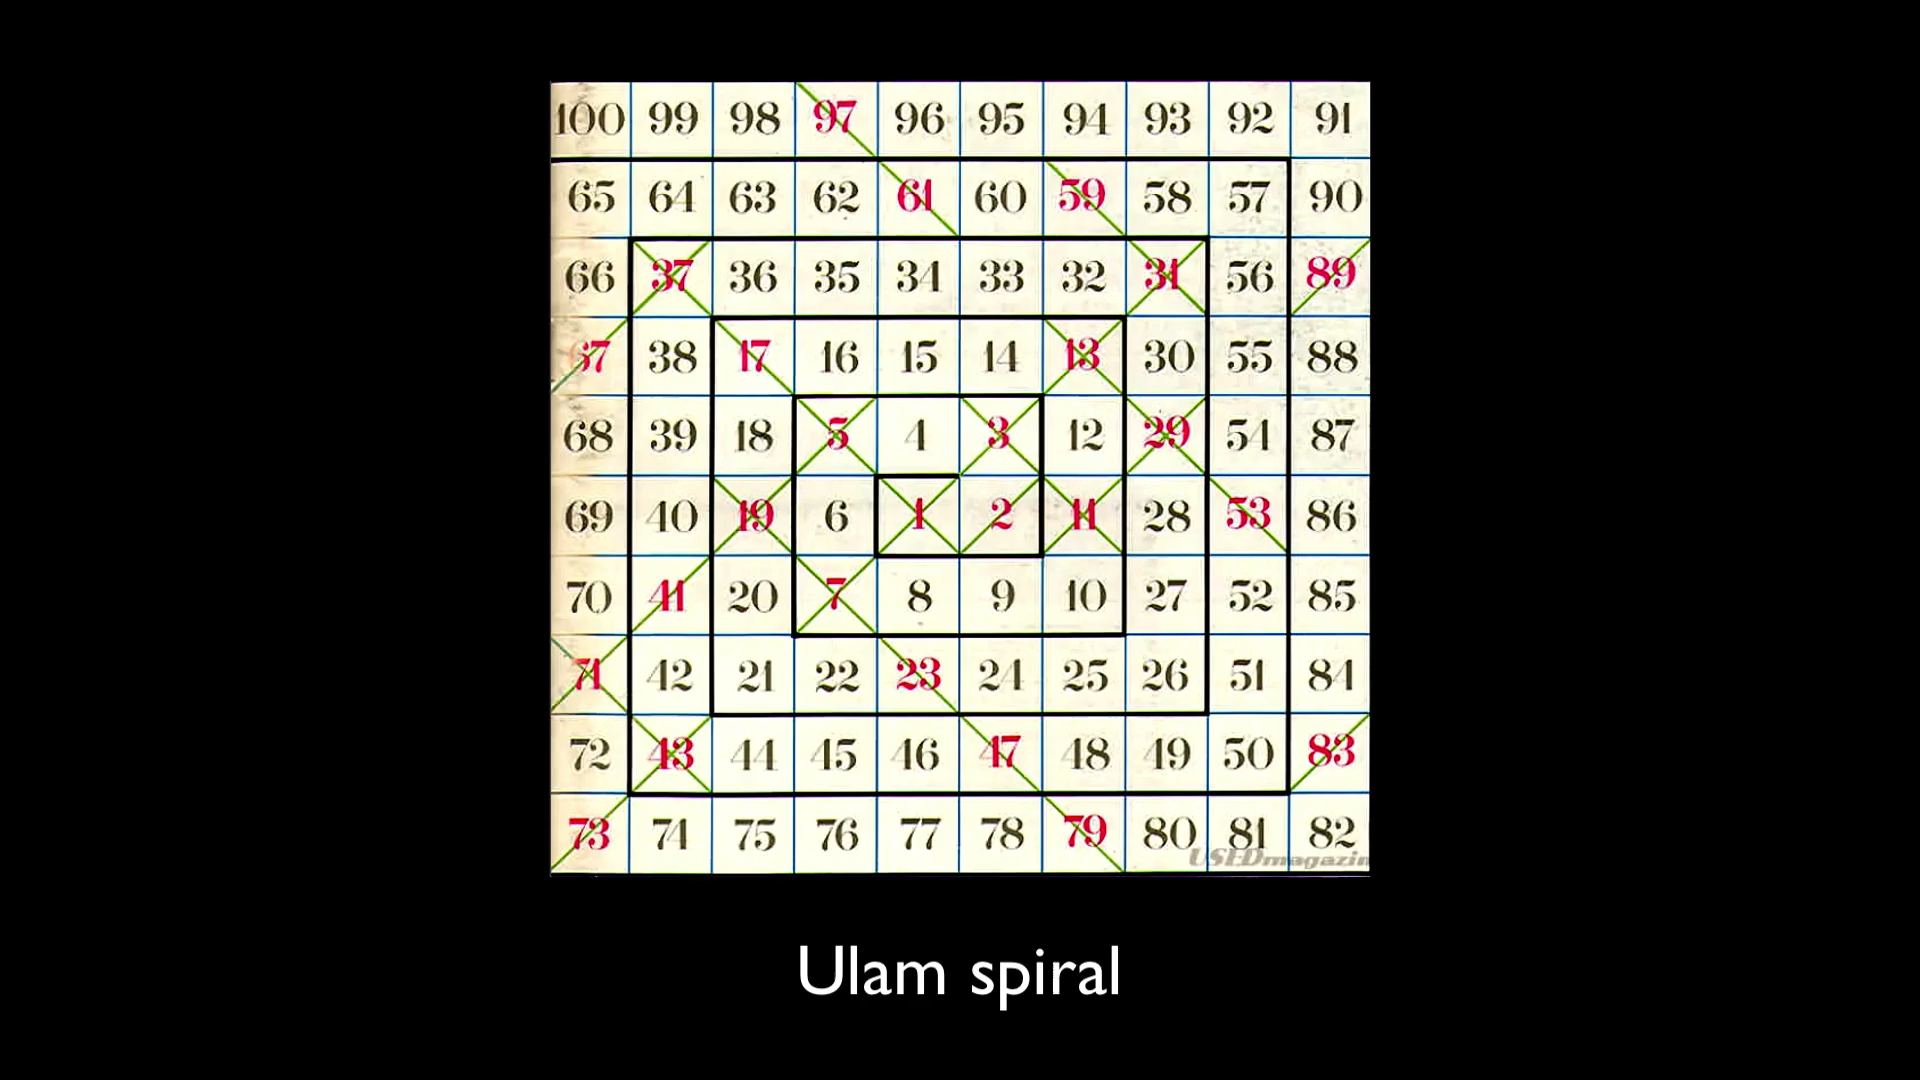 100 99 98 97 96 95 94 93 92 91
65 64 63 62 61 60 59 58 57 90
66 37 36 35 34 33 32 31 56 89
67 38 17 16 15 14 13 30 55 88
68 39 18 5 4 3 12 29 54 87
69 40 19 6 1 2 11 28 53 86
70 41 20 7 8 9 10 27 52 85
71 42 21 22 23 24 25 26 51 84
72 43 44 45 46 47 48 49 50 83
73 74 75 76 77 78 79 80 81 82
USEDmagazin
Ulam spiral